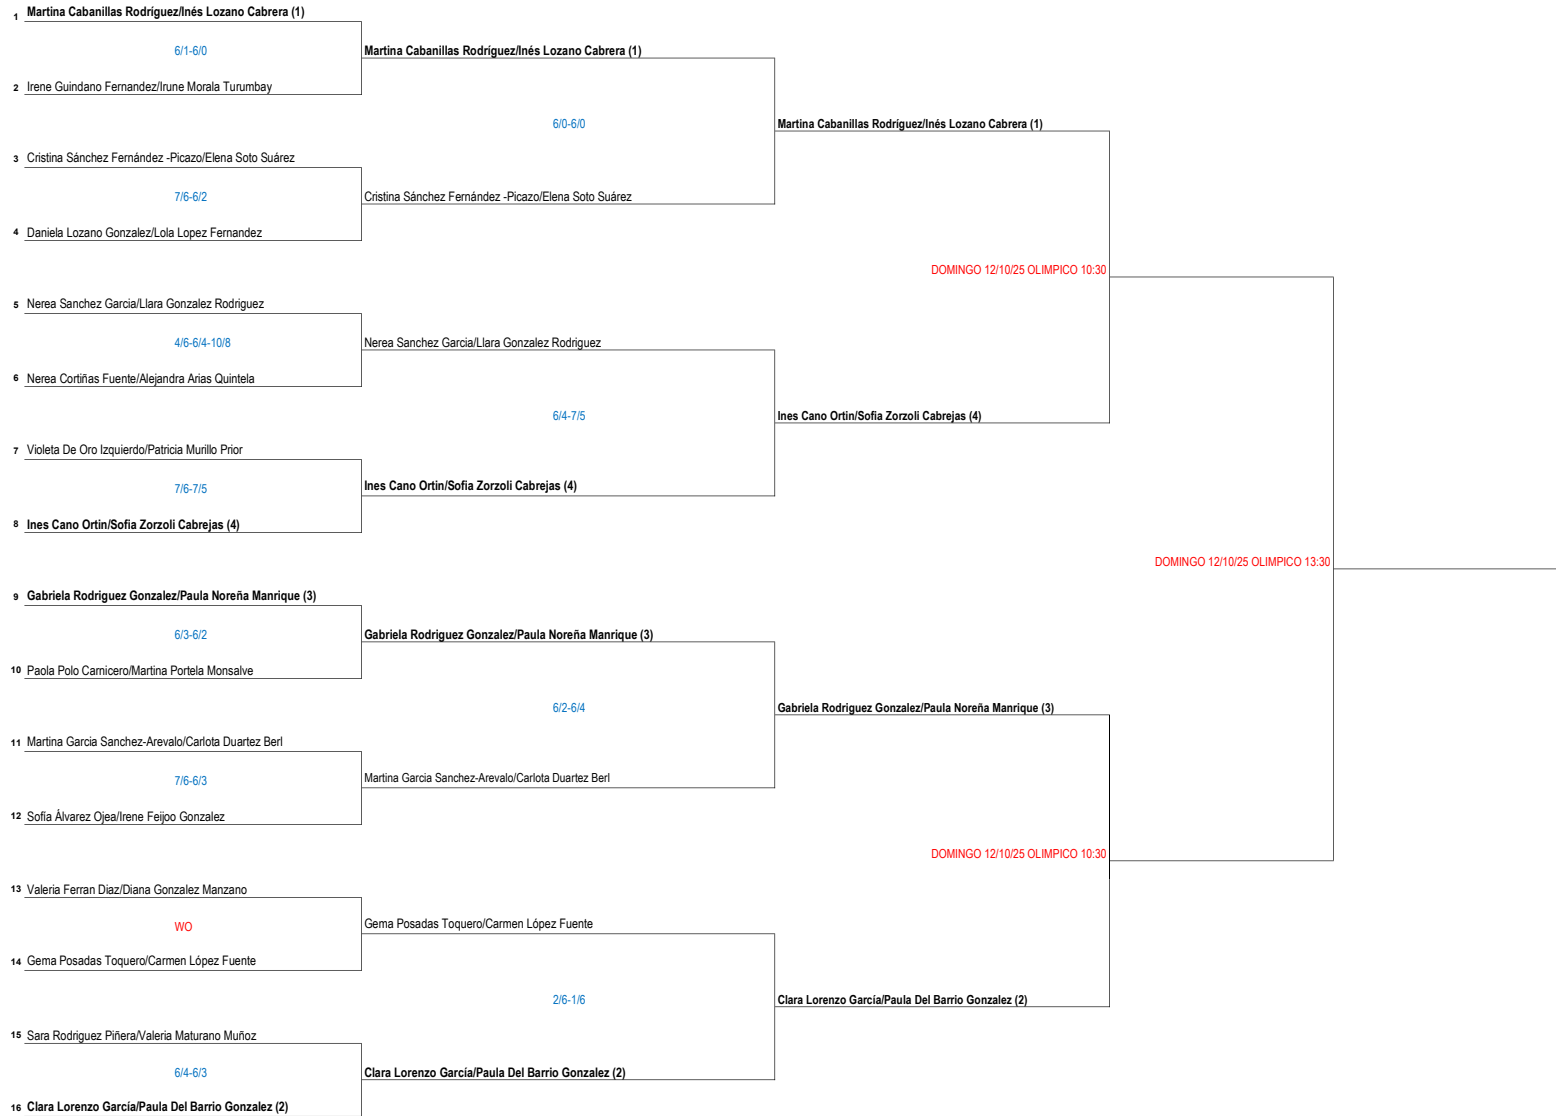 1 Martina Cabanillas Rodríguez/Inés Lozano Cabrera (1)
6/1-6/0
Martina Cabanillas Rodríguez/Inés Lozano Cabrera (1)
2 Irene Guindano Fernandez/Irune Morala Turumbay
6/0-6/0
Martina Cabanillas Rodríguez/Inés Lozano Cabrera (1)
3 Cristina Sánchez Fernández -Picazo/Elena Soto Suárez
7/6-6/2
Cristina Sánchez Fernández -Picazo/Elena Soto Suárez
4 Daniela Lozano Gonzalez/Lola Lopez Fernandez
DOMINGO 12/10/25 OLIMPICO 10:30
5 Nerea Sanchez Garcia/Llara Gonzalez Rodriguez
4/6-6/4-10/8
Nerea Sanchez Garcia/Llara Gonzalez Rodriguez
6 Nerea Cortiñas Fuente/Alejandra Arias Quintela
6/4-7/5
Ines Cano Ortin/Sofia Zorzoli Cabrejas (4)
7 Violeta De Oro Izquierdo/Patricia Murillo Prior
7/6-7/5
Ines Cano Ortin/Sofia Zorzoli Cabrejas (4)
8 Ines Cano Ortin/Sofia Zorzoli Cabrejas (4)
DOMINGO 12/10/25 OLIMPICO 13:30
9 Gabriela Rodriguez Gonzalez/Paula Noreña Manrique (3)
6/3-6/2
Gabriela Rodriguez Gonzalez/Paula Noreña Manrique (3)
10 Paola Polo Carnicero/Martina Portela Monsalve
6/2-6/4
Gabriela Rodriguez Gonzalez/Paula Noreña Manrique (3)
11 Martina Garcia Sanchez-Arevalo/Carlota Duartez Berl
7/6-6/3
Martina Garcia Sanchez-Arevalo/Carlota Duartez Berl
12 Sofía Álvarez Ojea/Irene Feijoo Gonzalez
DOMINGO 12/10/25 OLIMPICO 10:30
13 Valeria Ferran Diaz/Diana Gonzalez Manzano
WO
Gema Posadas Toquero/Carmen López Fuente
14 Gema Posadas Toquero/Carmen López Fuente
2/6-1/6
Clara Lorenzo García/Paula Del Barrio Gonzalez (2)
15 Sara Rodriguez Piñera/Valeria Maturano Muñoz
6/4-6/3
Clara Lorenzo García/Paula Del Barrio Gonzalez (2)
16 Clara Lorenzo García/Paula Del Barrio Gonzalez (2)